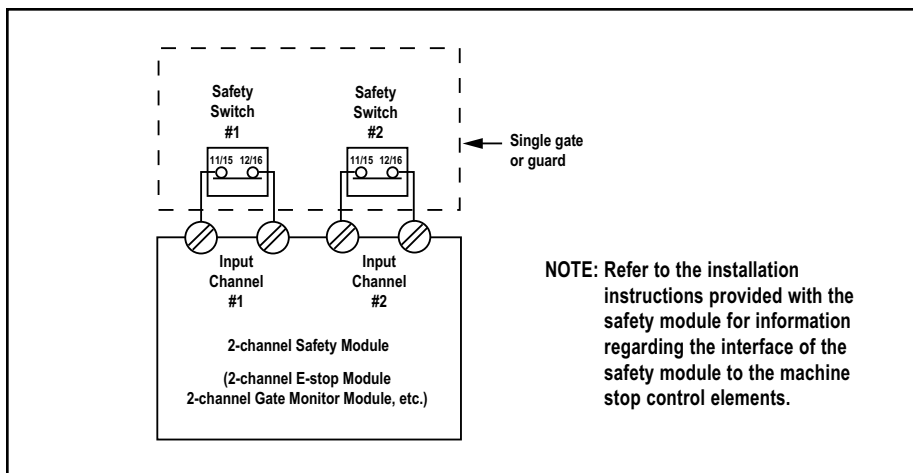 Safety
Switch
#1
Safety
Switch
#2
11/15 12/16
11/15 12/16
Single gate
or guard
Input
Channel
#1
Input
Channel
#2
2-channel Safety Module
(2-channel E-stop Module
2-channel Gate Monitor Module, etc.)
NOTE: Refer to the installation
instructions provided with the
safety module for information
regarding the interface of the
safety module to the machine
stop control elements.